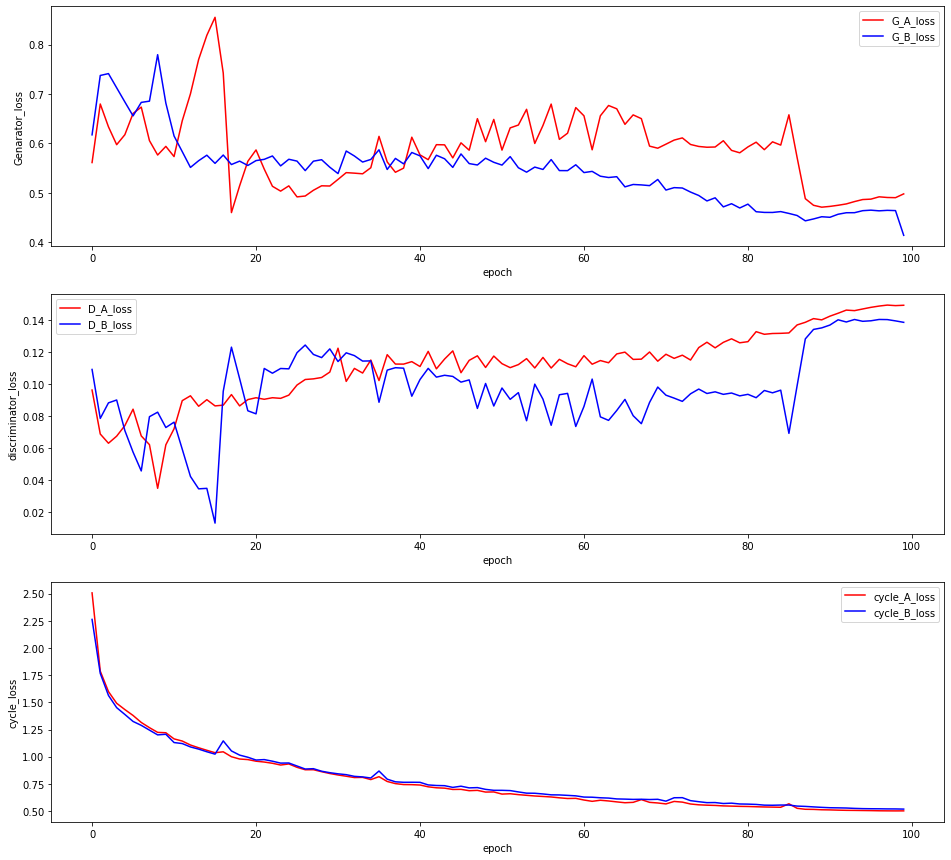 Genarator_loss
0.8
0.7
0.6
0.5
0.4
G_A_loss
G_B_loss
0 20 40 60 80 100
epoch
discriminator_loss
0.14
0.12
0.10
0.08
0.06
0.04
0.02
D_A_loss
D_B_loss
0 20 40 60 80 100
epoch
cycle_loss
2.50
2.25
2.00
1.75
1.50
1.25
1.00
0.75
0.50
cycle_A_loss
cycle_B_loss
0 20 40 60 80 100
epoch